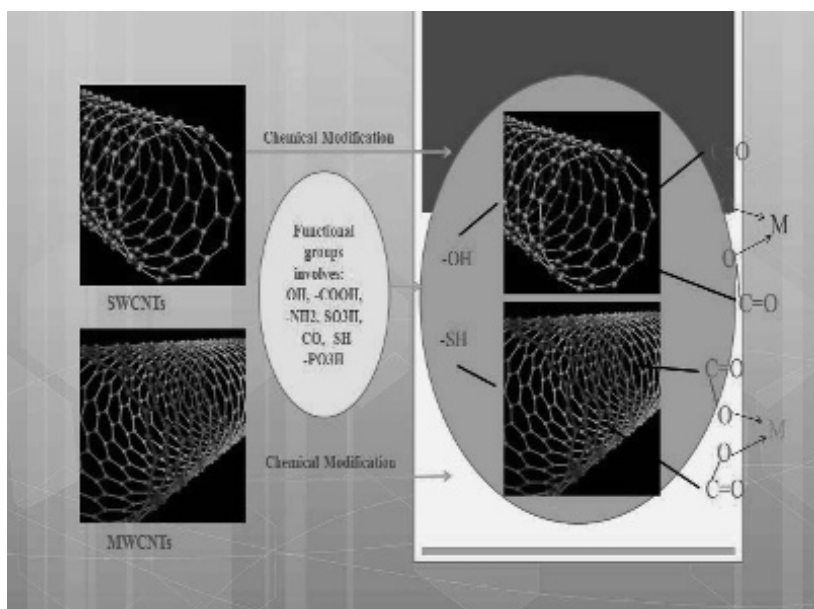 Chemical Modification
Functional
groups
involves:
OH, -COOH,
-NH2, SO3H,
CO, SH
-PO3H
SWCNTs
MWCNTs
Chemical Modification
-OH
-SH
C=O
M
O
C=O
C=O
O
M
O
C=O